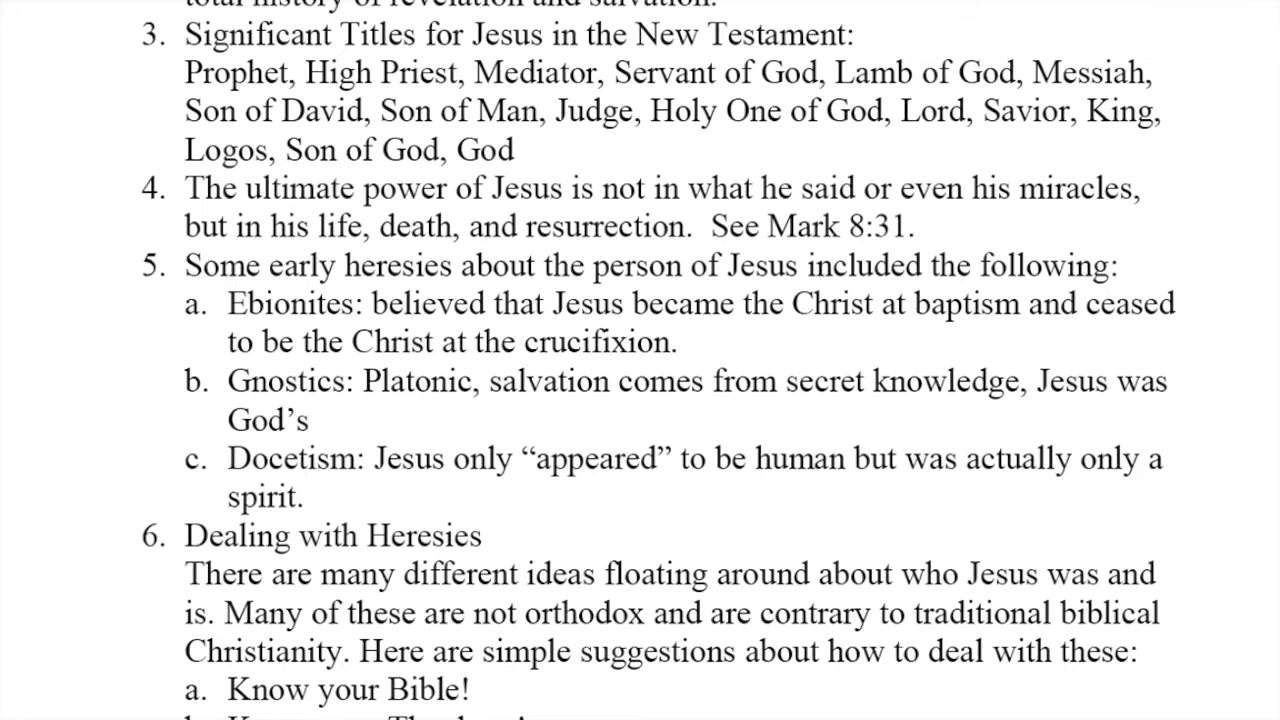 total history of revelation and salvation.
3. Significant Titles for Jesus in the New Testament:
Prophet, High Priest, Mediator, Servant of God, Lamb of God, Messiah,
Son of David, Son of Man, Judge, Holy One of God, Lord, Savior, King,
Logos, Son of God, God
4. The ultimate power of Jesus is not in what he said or even his miracles,
but in his life, death, and resurrection.  See Mark 8:31.
5. Some early heresies about the person of Jesus included the following:
a. Ebionites: believed that Jesus became the Christ at baptism and ceased
to be the Christ at the crucifixion.
b. Gnostics: Platonic, salvation comes from secret knowledge, Jesus was
God’s
c. Docetism: Jesus only “appeared” to be human but was actually only a
spirit.
6. Dealing with Heresies
There are many different ideas floating around about who Jesus was and
is. Many of these are not orthodox and are contrary to traditional biblical
Christianity. Here are simple suggestions about how to deal with these:
a. Know your Bible!